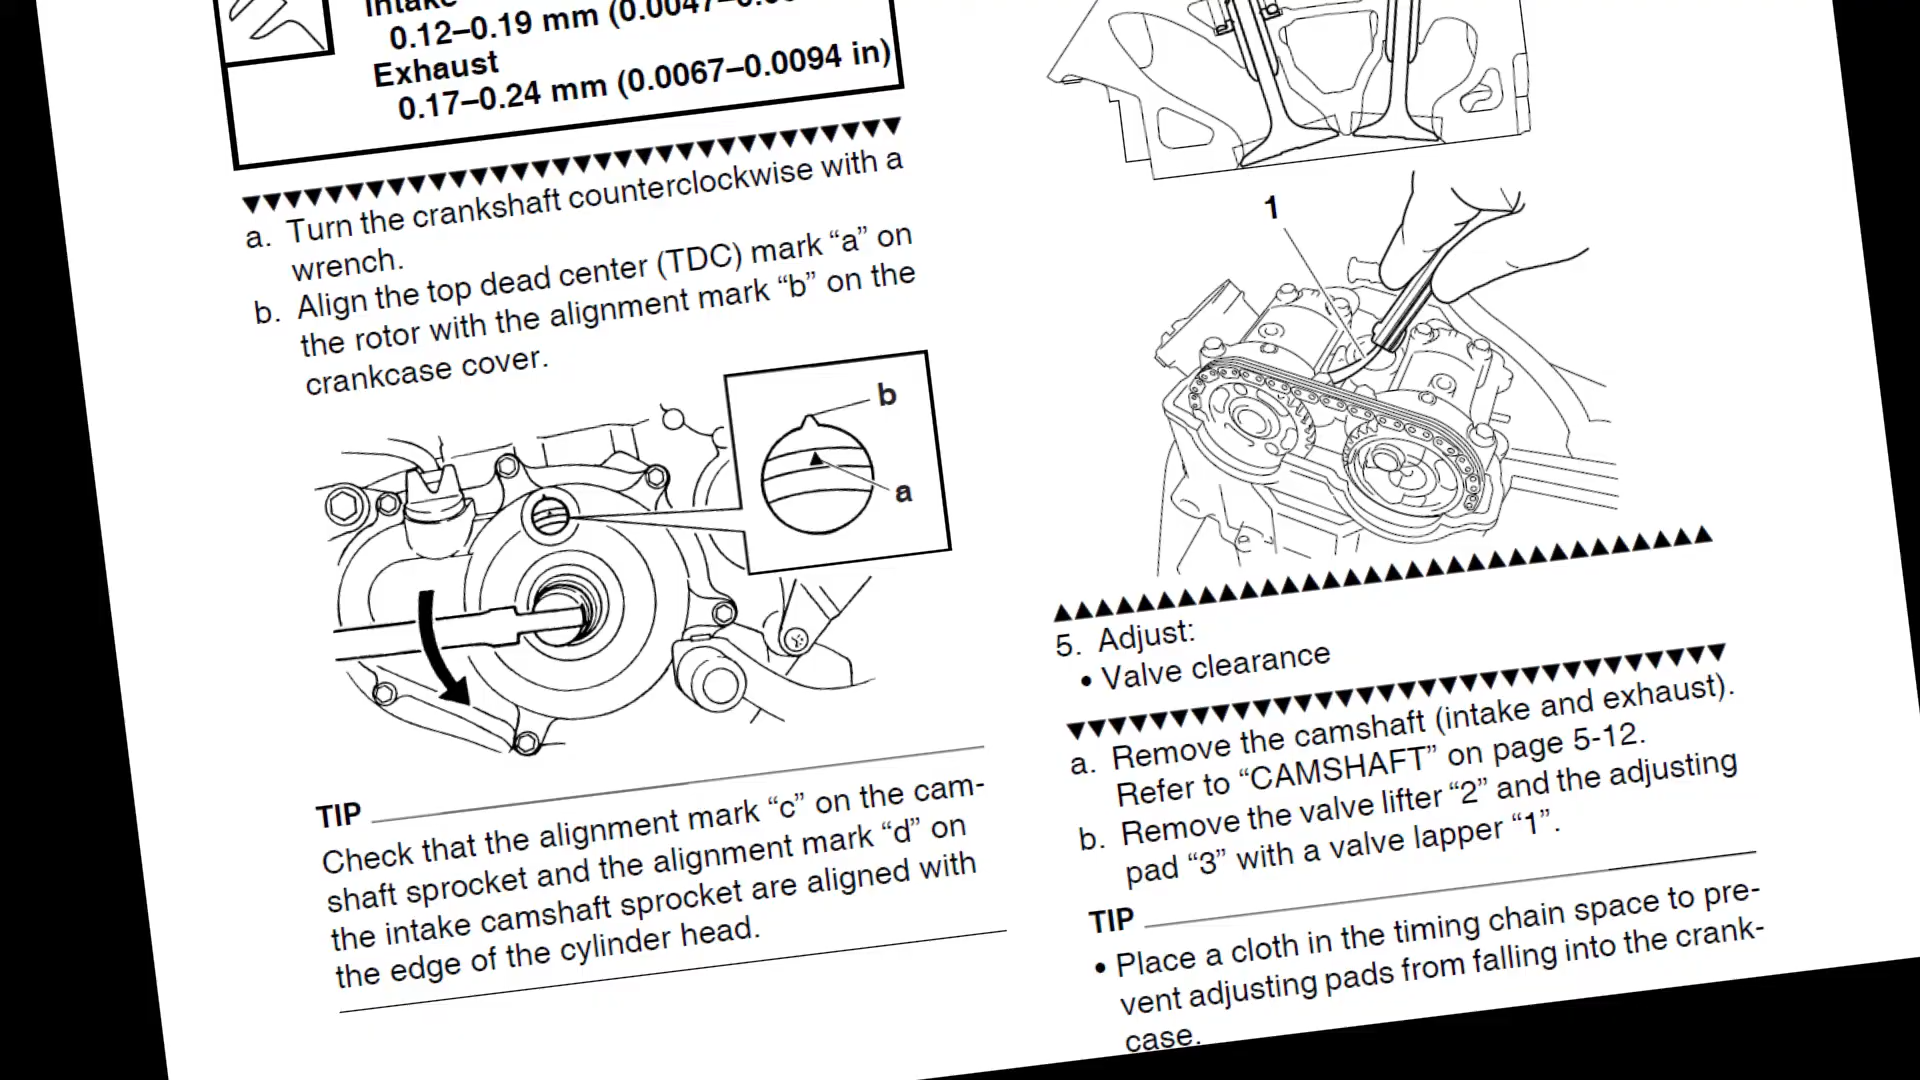 Intake
0.12–0.19 mm (0.0047–
Exhaust
0.17–0.24 mm (0.0067–0.0094 in)
a. Turn the crankshaft counterclockwise with a
wrench.
b. Align the top dead center (TDC) mark “a” on
the rotor with the alignment mark “b” on the
crankcase cover.
b
a
TIP
Check that the alignment mark “c” on the cam-
shaft sprocket and the alignment mark “d” on
the intake camshaft sprocket are aligned with
the edge of the cylinder head.
1
5. Adjust:
• Valve clearance
a. Remove the camshaft (intake and exhaust).
Refer to “CAMSHAFT” on page 5-12.
b. Remove the valve lifter “2” and the adjusting
pad “3” with a valve lapper “1”.
TIP
• Place a cloth in the timing chain space to pre-
vent adjusting pads from falling into the crank-
case.